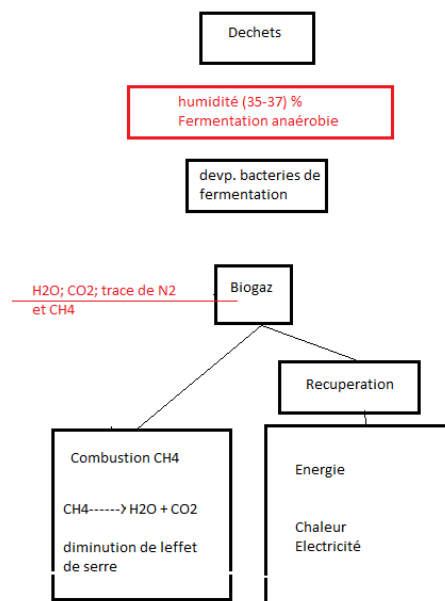 Dechets
humidité (35-37) %
Fermentation anaérobie
devp. bacteries de
fermentation
H2O; CO2; trace de N2
et CH4
Biogaz
Recuperation
Combustion CH4
CH4------> H2O + CO2
diminution de leffet
de serre
Energie
Chaleur
Electricité